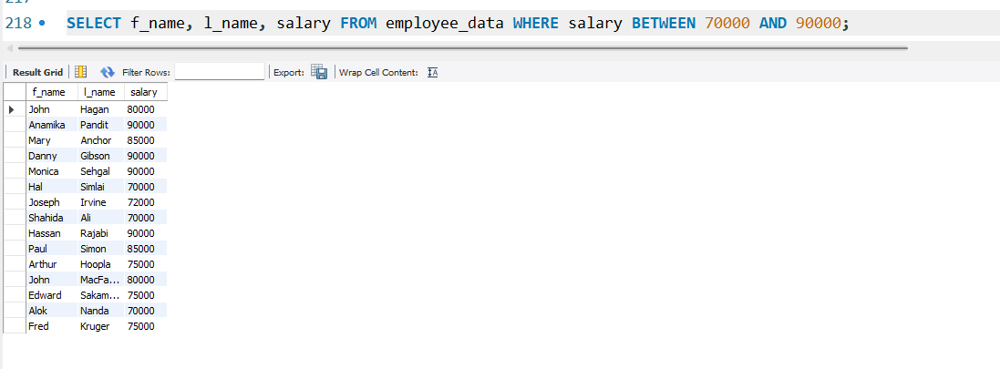 217
218 SELECT f_name, l_name, salary FROM employee_data WHERE salary BETWEEN 70000 AND 90000;
Result Grid Filter Rows: Export: Wrap Cell Content: IA
f_name l_name salary
John Hagan 80000
Anamika Pandit 90000
Mary Anchor 85000
Danny Gibson 90000
Monica Sehgal 90000
Hal Simlai 70000
Joseph Irvine 72000
Shahida Ali 70000
Hassan Rajabi 90000
Paul Simon 85000
Arthur Hoopla 75000
John MacFa... 80000
Edward Sakam... 75000
Alok Nanda 70000
Fred Kruger 75000